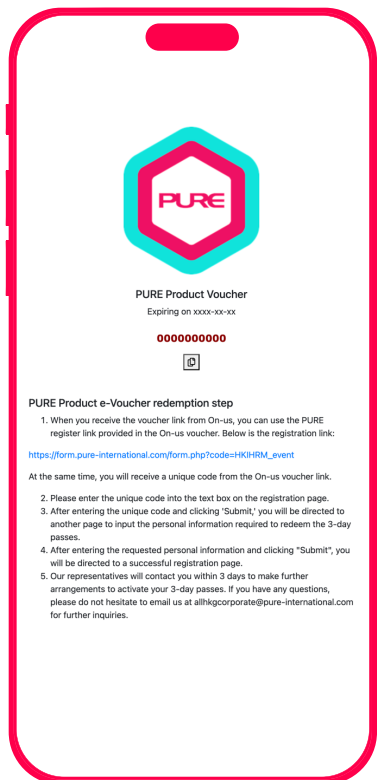 PURE
PURE Product Voucher
Expiring on xxxx-xx-xx
0000000000
PURE Product e-Voucher redemption step
1. When you receive the voucher link from On-us, you can use the PURE
register link provided in the On-us voucher. Below is the registration link:
https://form.pure-international.com/form.php?code=HKIHRM_event
At the same time, you will receive a unique code from the On-us voucher link.
2. Please enter the unique code into the text box on the registration page.
3. After entering the unique code and clicking 'Submit,' you will be directed to
another page to input the personal information required to redeem the 3-day
passes.
4. After entering the requested personal information and clicking "Submit", you
will be directed to a successful registration page.
5. Our representatives will contact you within 3 days to make further
arrangements to activate your 3-day passes. If you have any questions,
please do not hesitate to email us at allhkgcorporate@pure-international.com
for further inquiries.